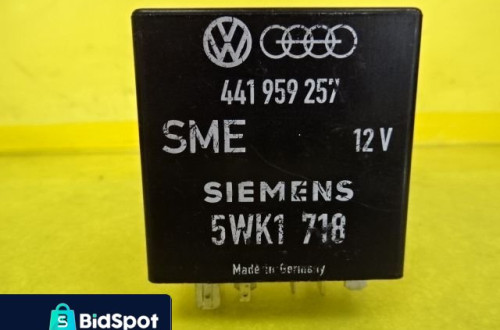 441 959 257
SME 12 V
SIEMENS
5WK1 718
Made in Germany
S BidSpot